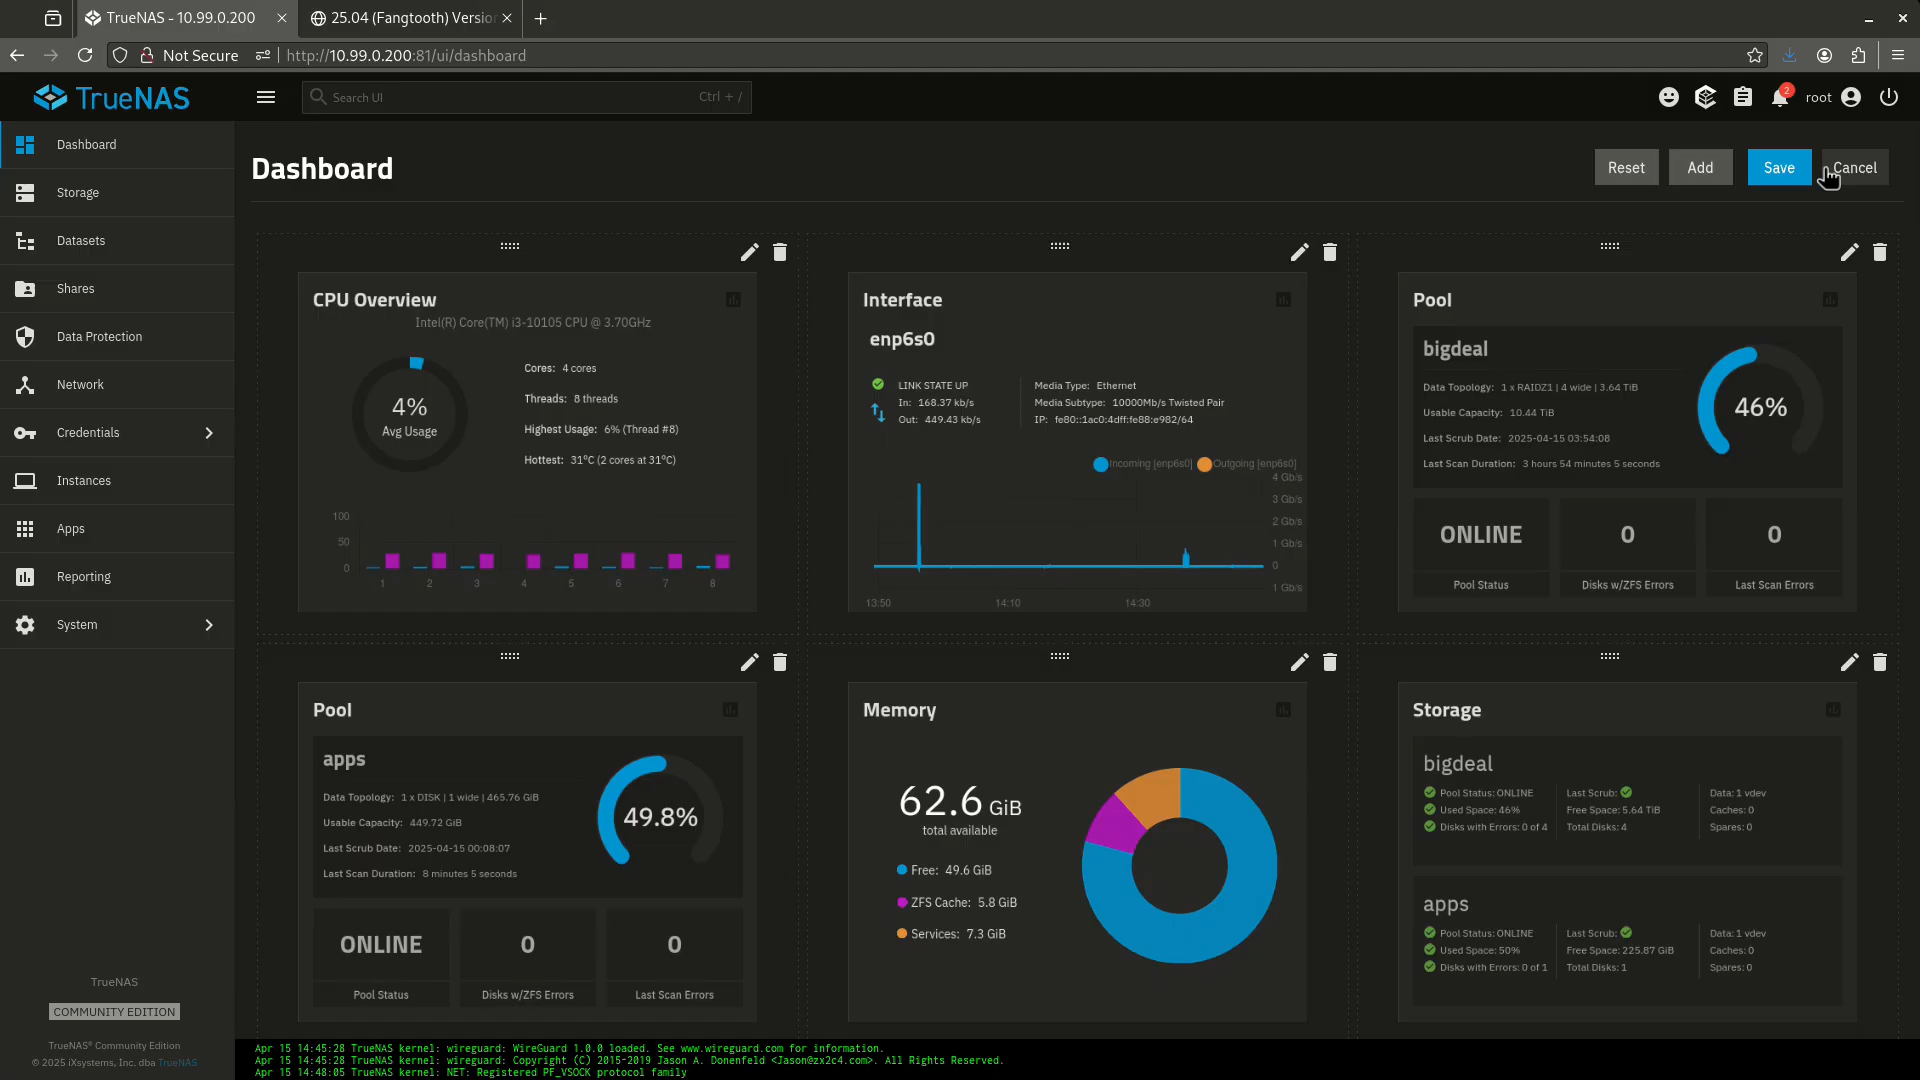 TrueNAS - 10.99.0.200
25.04 (Fangtooth) Versio
Not Secure
http://10.99.0.200:81/ui/dashboard
TrueNAS
Search UI
Ctrl + /
2
root
Dashboard
Storage
Datasets
Shares
Data Protection
Network
Credentials
Instances
Apps
Reporting
System
TrueNAS
COMMUNITY EDITION
TrueNAS® Community Edition
© 2025 iXsystems, Inc. dba TrueNAS
Dashboard
Reset
Add
Save
Cancel
CPU Overview
Intel(R) Core(TM) i3-10105 CPU @ 3.70GHz
4%
Avg Usage
Cores: 4 cores
Threads: 8 threads
Highest Usage: 6% (Thread #8)
Hottest: 31°C (2 cores at 31°C)
100
50
0
1 2 3 4 5 6 7 8
Interface
enp6s0
LINK STATE UP
In: 168.37 kb/s
Out: 449.43 kb/s
Media Type: Ethernet
Media Subtype: 10000Mb/s Twisted Pair
IP: fe80::1ac0:4dff:fe88:e982/64
Incoming [enp6s0] Outgoing [enp6s0]
4 Gb/s
3 Gb/s
2 Gb/s
1 Gb/s
0
1 Gb/s
13:50 14:10 14:30
Pool
bigdeal
Data Topology: 1 x RAIDZ1 | 4 wide | 3.64 TiB
Usable Capacity: 10.44 TiB
Last Scrub Date: 2025-04-15 03:54:08
Last Scan Duration: 3 hours 54 minutes 5 seconds
46%
ONLINE
Pool Status
0
Disks w/ZFS Errors
0
Last Scan Errors
Pool
apps
Data Topology: 1 x DISK | 1 wide | 465.76 GiB
Usable Capacity: 449.72 GiB
Last Scrub Date: 2025-04-15 00:08:07
Last Scan Duration: 8 minutes 5 seconds
49.8%
ONLINE
Pool Status
0
Disks w/ZFS Errors
0
Last Scan Errors
Memory
62.6 GiB
total available
Free: 49.6 GiB
ZFS Cache: 5.8 GiB
Services: 7.3 GiB
Storage
bigdeal
Pool Status: ONLINE
Used Space: 46%
Disks with Errors: 0 of 4
Last Scrub:
Free Space: 5.64 TiB
Total Disks: 4
Data: 1 vdev
Caches: 0
Spares: 0
apps
Pool Status: ONLINE
Used Space: 50%
Disks with Errors: 0 of 1
Last Scrub:
Free Space: 225.87 GiB
Total Disks: 1
Data: 1 vdev
Caches: 0
Spares: 0
Apr 15 14:45:28 TrueNAS kernel: wireguard: WireGuard 1.0.0 loaded. See www.wireguard.com for information.
Apr 15 14:45:28 TrueNAS kernel: wireguard: Copyright (C) 2015-2019 Jason A. Donenfeld <Jason@zx2c4.com>. All Rights Reserved.
Apr 15 14:48:05 TrueNAS kernel: NET: Registered PF_VSOCK protocol family